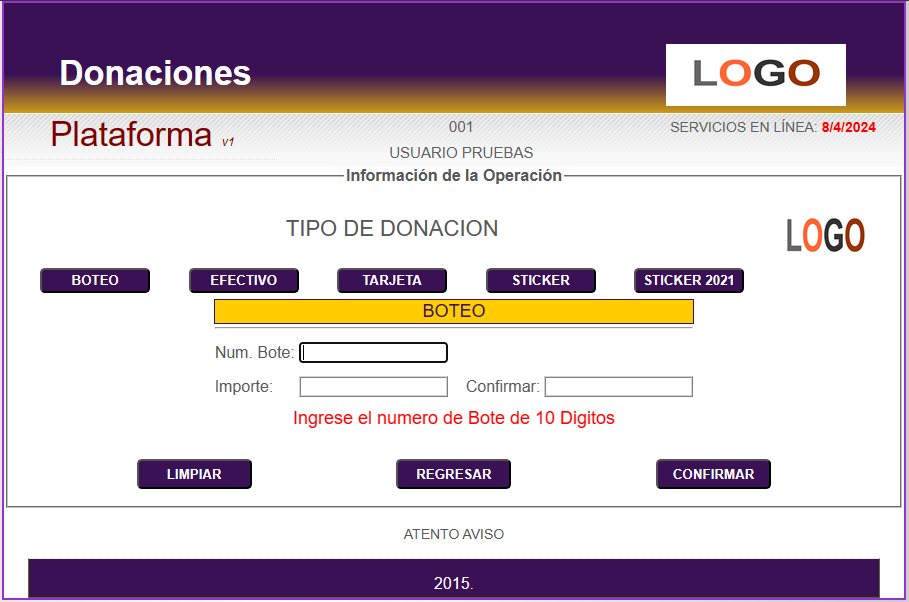 Donaciones
LOGO
Plataforma v1
001
SERVICIOS EN LÍNEA: 8/4/2024
USUARIO PRUEBAS
Información de la Operación
TIPO DE DONACION
LOGO
BOTEO EFECTIVO TARJETA STICKER STICKER 2021
BOTEO
Num. Bote:
Importe: Confirmar:
Ingrese el numero de Bote de 10 Digitos
LIMPIAR REGRESAR CONFIRMAR
ATENTO AVISO
2015.